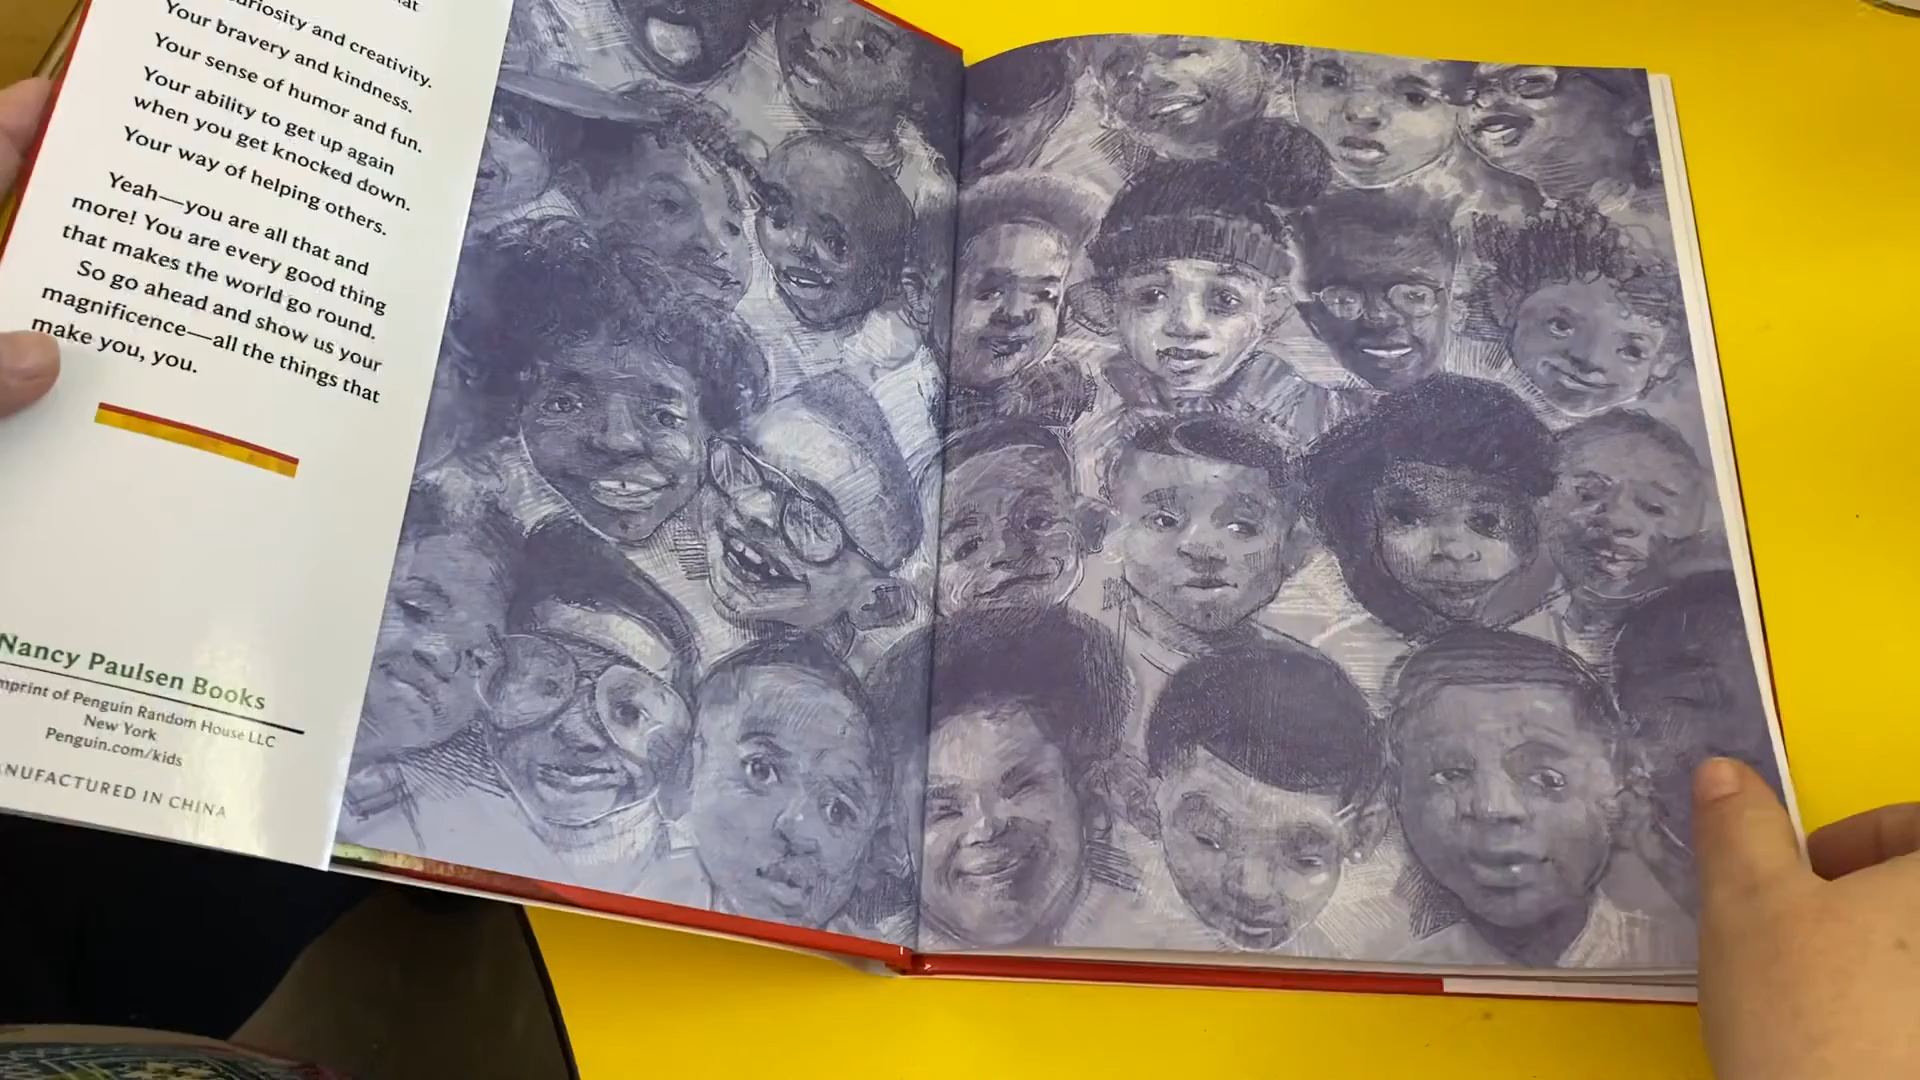 and creativity.
Your bravery and kindness.
Your sense of humor and fun.
Your ability to get up again
when you get knocked down.
Your way of helping others.
Yeah—you are all that and
more! You are every good thing
that makes the world go round.
So go ahead and show us your
magnificence—all the things that
make you, you.
Nancy Paulsen Books
mprint of Penguin Random House LLC
New York
Penguin.com/kids
NUFACTURED IN CHINA